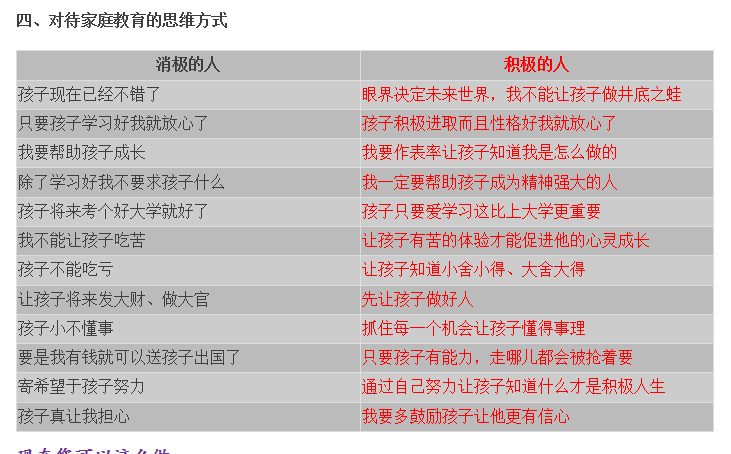 四、对待家庭教育的思维方式
消极的人 积极的人
孩子现在已经不错了 眼界决定未来世界，我不能让孩子做井底之蛙
只要孩子学习好我就放心了 孩子积极进取而且性格好我就放心了
我要帮助孩子成长 我要作表率让孩子知道我是怎么做的
除了学习好我不要求孩子什么 我一定要帮助孩子成为精神强大的人
孩子将来考个好大学就好了 孩子只要爱学习这比上大学更重要
我不能让孩子吃苦 让孩子有苦的体验才能促进他的心灵成长
孩子不能吃亏 让孩子知道小舍小得、大舍大得
让孩子将来发大财、做大官 先让孩子做好人
孩子小不懂事 抓住每一个机会让孩子懂得事理
要是我有钱就可以送孩子出国了 只要孩子有能力，走哪儿都会被抢着要
寄希望于孩子努力 通过自己努力让孩子知道什么才是积极人生
孩子真让我担心 我要多鼓励孩子让他更有信心